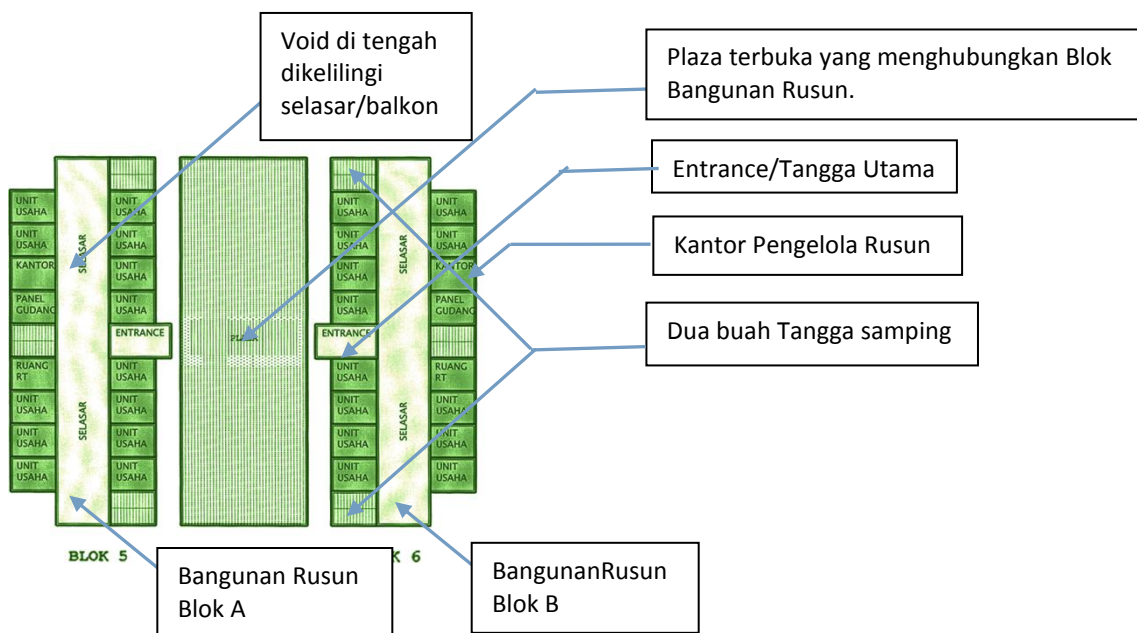 Void di tengah
dikelilingi
selasar/balkon
Plaza terbuka yang menghubungkan Blok
Bangunan Rusun.
Entrance/Tangga Utama
Kantor Pengelola Rusun
Dua buah Tangga samping
UNIT
USAHA
UNIT
USAHA
KANTOR
PANEL
GUDANG
RUANG
RT
UNIT
USAHA
UNIT
USAHA
UNIT
USAHA
SELASAR
SELASAR
UNIT
USAHA
UNIT
USAHA
UNIT
USAHA
UNIT
USAHA
ENTRANCE
UNIT
USAHA
UNIT
USAHA
UNIT
USAHA
UNIT
USAHA
PLAZA
UNIT
USAHA
UNIT
USAHA
UNIT
USAHA
UNIT
USAHA
ENTRANCE
UNIT
USAHA
UNIT
USAHA
UNIT
USAHA
UNIT
USAHA
SELASAR
SELASAR
UNIT
USAHA
UNIT
USAHA
KANTOR
PANEL
GUDANG
RUANG
RT
UNIT
USAHA
UNIT
USAHA
UNIT
USAHA
BLOK 5
K 6
Bangunan Rusun
Blok A
BangunanRusun
Blok B